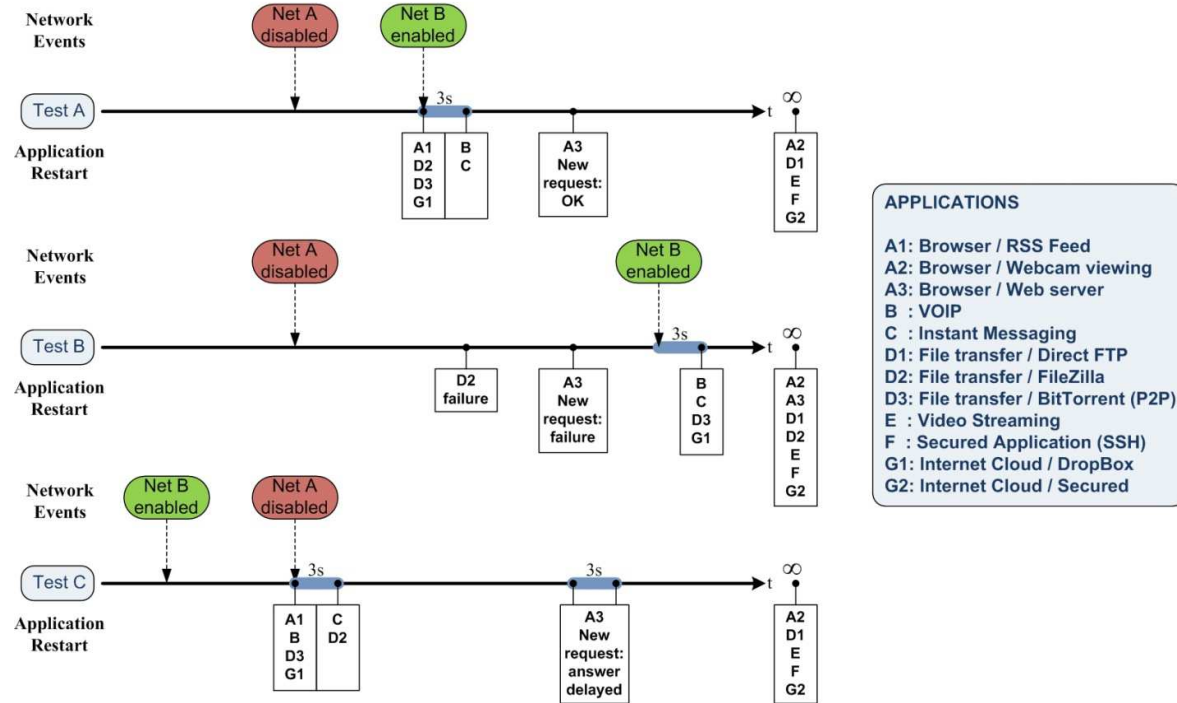 Network
Events
Net A
disabled
Net B
enabled
Test A
3s
t
∞
Application
Restart
A1
D2
D3
G1
B
C
A3
New
request:
OK
A2
D1
E
F
G2
Network
Events
Net A
disabled
Net B
enabled
Test B
3s
t
∞
Application
Restart
D2
failure
A3
New
request:
failure
B
C
D3
G1
A2
A3
D1
D2
E
F
G2
Network
Events
Net B
enabled
Net A
disabled
Test C
3s
3s
t
∞
Application
Restart
A1
B
D3
G1
C
D2
A3
New
request:
answer
delayed
A2
D1
E
F
G2
APPLICATIONS
A1: Browser / RSS Feed
A2: Browser / Webcam viewing
A3: Browser / Web server
B : VOIP
C : Instant Messaging
D1: File transfer / Direct FTP
D2: File transfer / FileZilla
D3: File transfer / BitTorrent (P2P)
E : Video Streaming
F : Secured Application (SSH)
G1: Internet Cloud / DropBox
G2: Internet Cloud / Secured